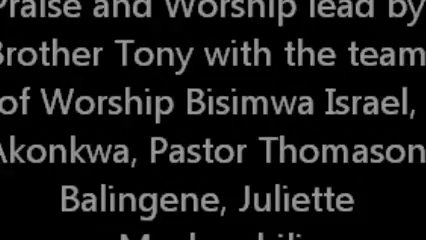 Praise and Worship lead by
Brother Tony with the team
of Worship Bisimwa Israel,
Akonkwa, Pastor Thomason
Balingene, Juliette